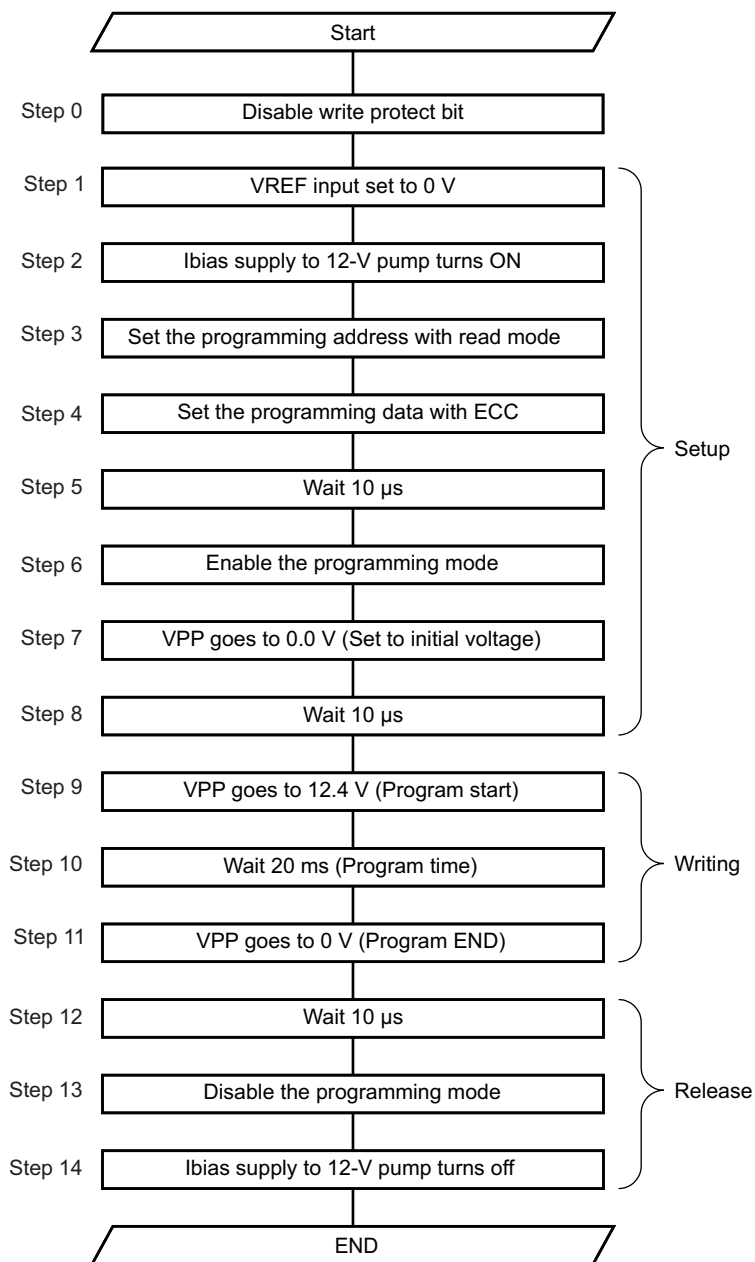 Start
Step 0 Disable write protect bit
Step 1 VREF input set to 0 V
Step 2 Ibias supply to 12-V pump turns ON
Step 3 Set the programming address with read mode
Step 4 Set the programming data with ECC
Setup
Step 5 Wait 10 µs
Step 6 Enable the programming mode
Step 7 VPP goes to 0.0 V (Set to initial voltage)
Step 8 Wait 10 µs
Step 9 VPP goes to 12.4 V (Program start)
Step 10 Wait 20 ms (Program time)
Writing
Step 11 VPP goes to 0 V (Program END)
Step 12 Wait 10 µs
Step 13 Disable the programming mode
Release
Step 14 Ibias supply to 12-V pump turns off
END